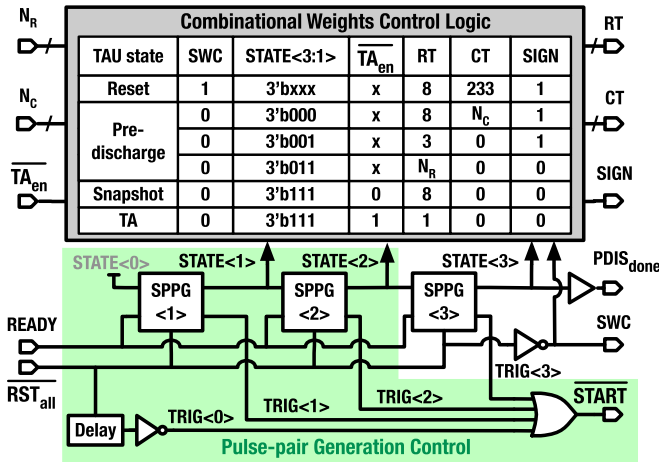 Combinational Weights Control Logic
N_R
RT
TAU state SWC STATE<3:1> \overline{TA_en} RT CT SIGN
Reset 1 3'bxxx x 8 233 1
N_C
CT
Pre-discharge
0 3'b000 x 8 N_C 1
0 3'b001 x 3 0 1
0 3'b011 x N_R 0 0
\overline{TA_en}
SIGN
Snapshot 0 3'b111 0 8 0 0
TA 0 3'b111 1 1 0 0
STATE<0> STATE<1> STATE<2> STATE<3> PDIS_done
SPPG <1>
SPPG <2>
SPPG <3>
READY
SWC
\overline{RST_all}
TRIG<3>
\overline{START}
TRIG<2>
TRIG<1>
TRIG<0>
Delay
Pulse-pair Generation Control